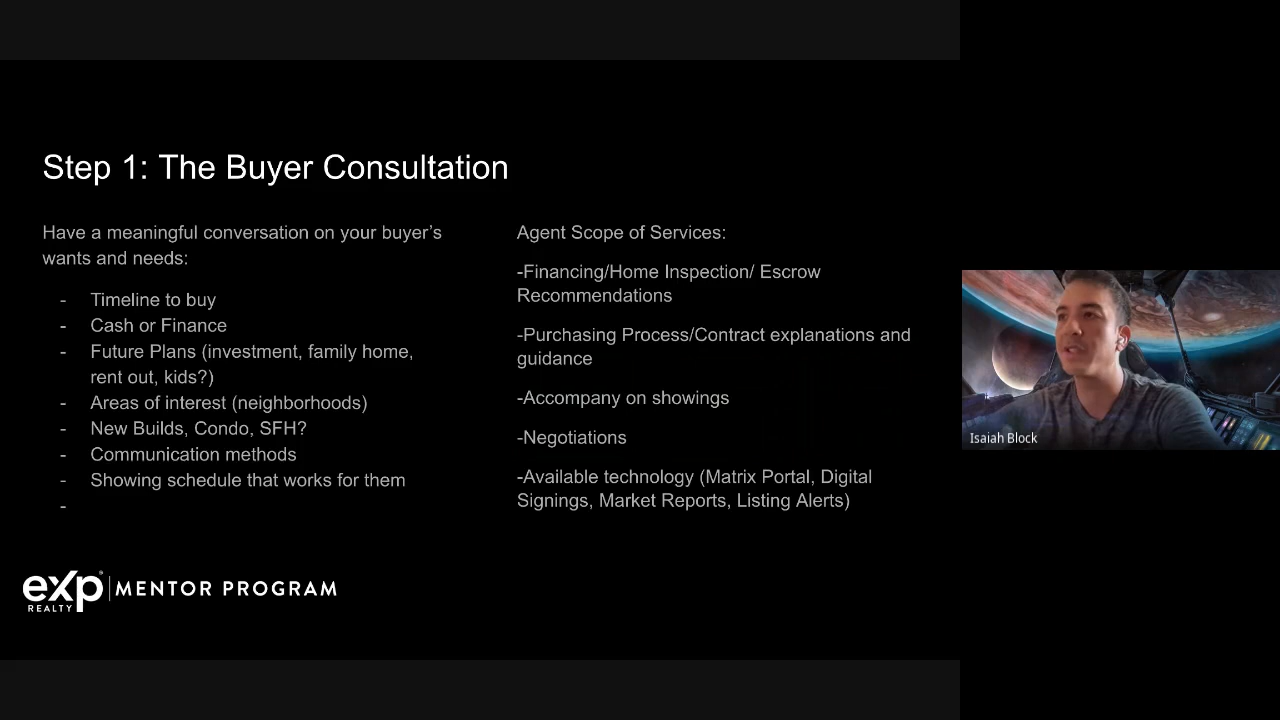 Step 1: The Buyer Consultation
Have a meaningful conversation on your buyer’s
wants and needs:
- Timeline to buy
- Cash or Finance
- Future Plans (investment, family home,
rent out, kids?)
- Areas of interest (neighborhoods)
- New Builds, Condo, SFH?
- Communication methods
- Showing schedule that works for them
-
Agent Scope of Services:
-Financing/Home Inspection/ Escrow
Recommendations
-Purchasing Process/Contract explanations and
guidance
-Accompany on showings
-Negotiations
-Available technology (Matrix Portal, Digital
Signings, Market Reports, Listing Alerts)
eXp REALTY | MENTOR PROGRAM
Isaiah Block